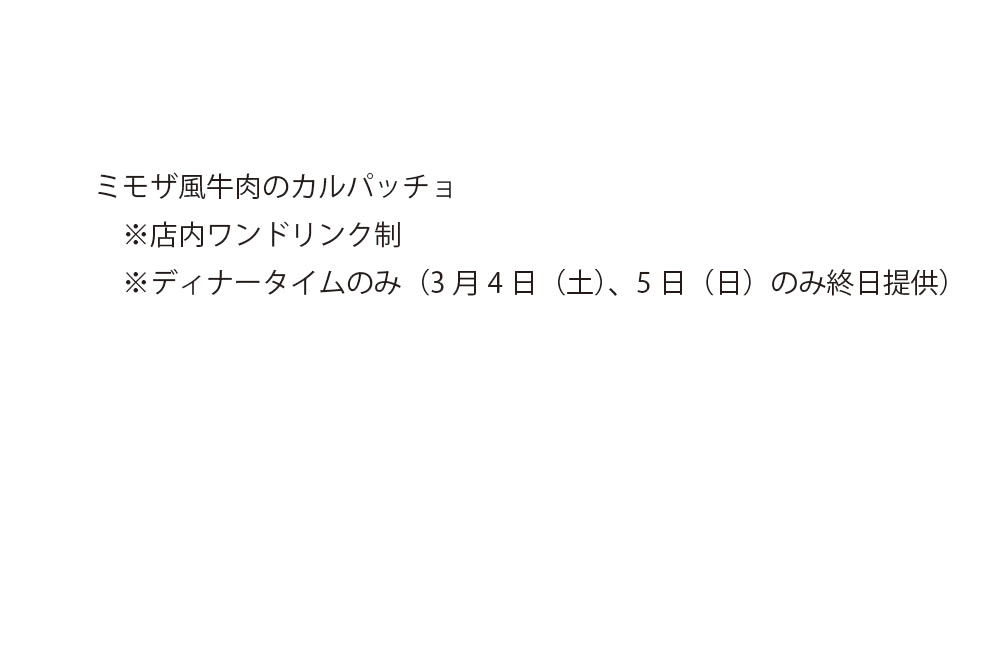 ミモザ風牛肉のカルパッチョ
※店内ワンドリンク制
※ディナータイムのみ（3 月 4 日（土）、5 日（日）のみ終日提供）